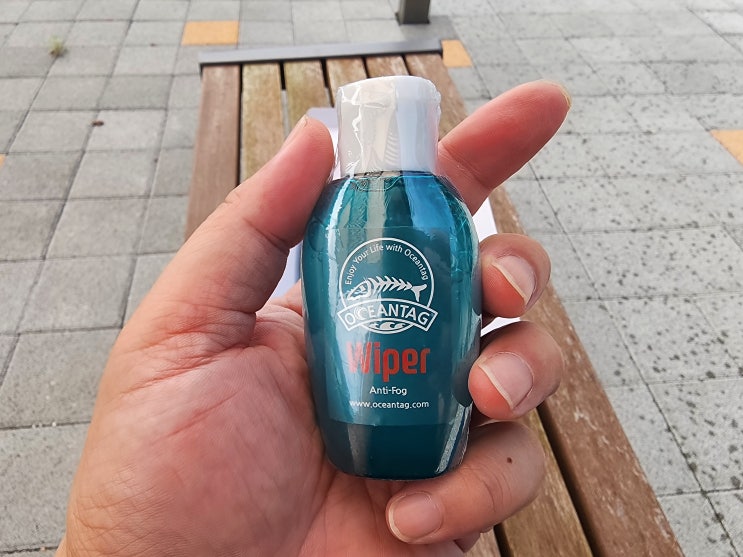 Enjoy Your Life with Oceantag
OCEANTAG
Wiper
Anti-Fog
www.oceantag.com